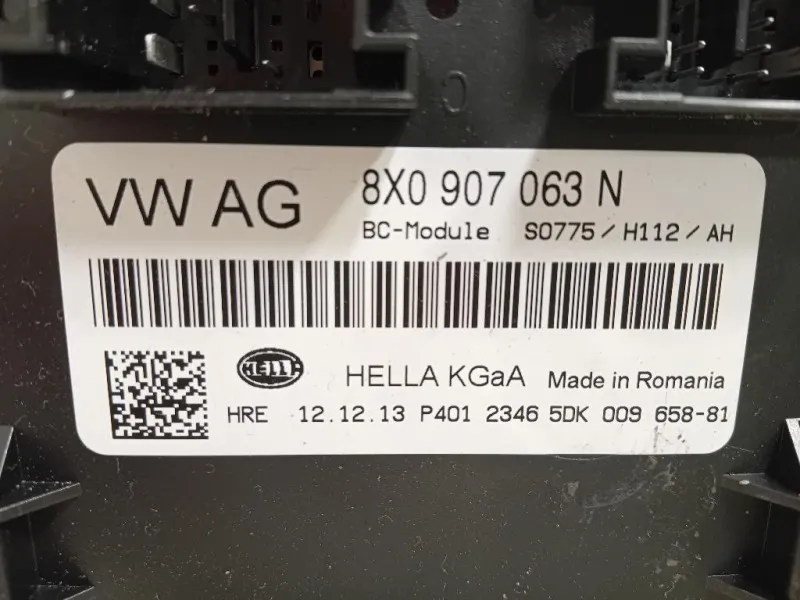 C
VW AG 8X0 907 063 N
BC-Module S0775/H112/AH
HELLA HELLA KGaA Made in Romania
HRE 12.12.13 P401 2346 5DK 009 658-81